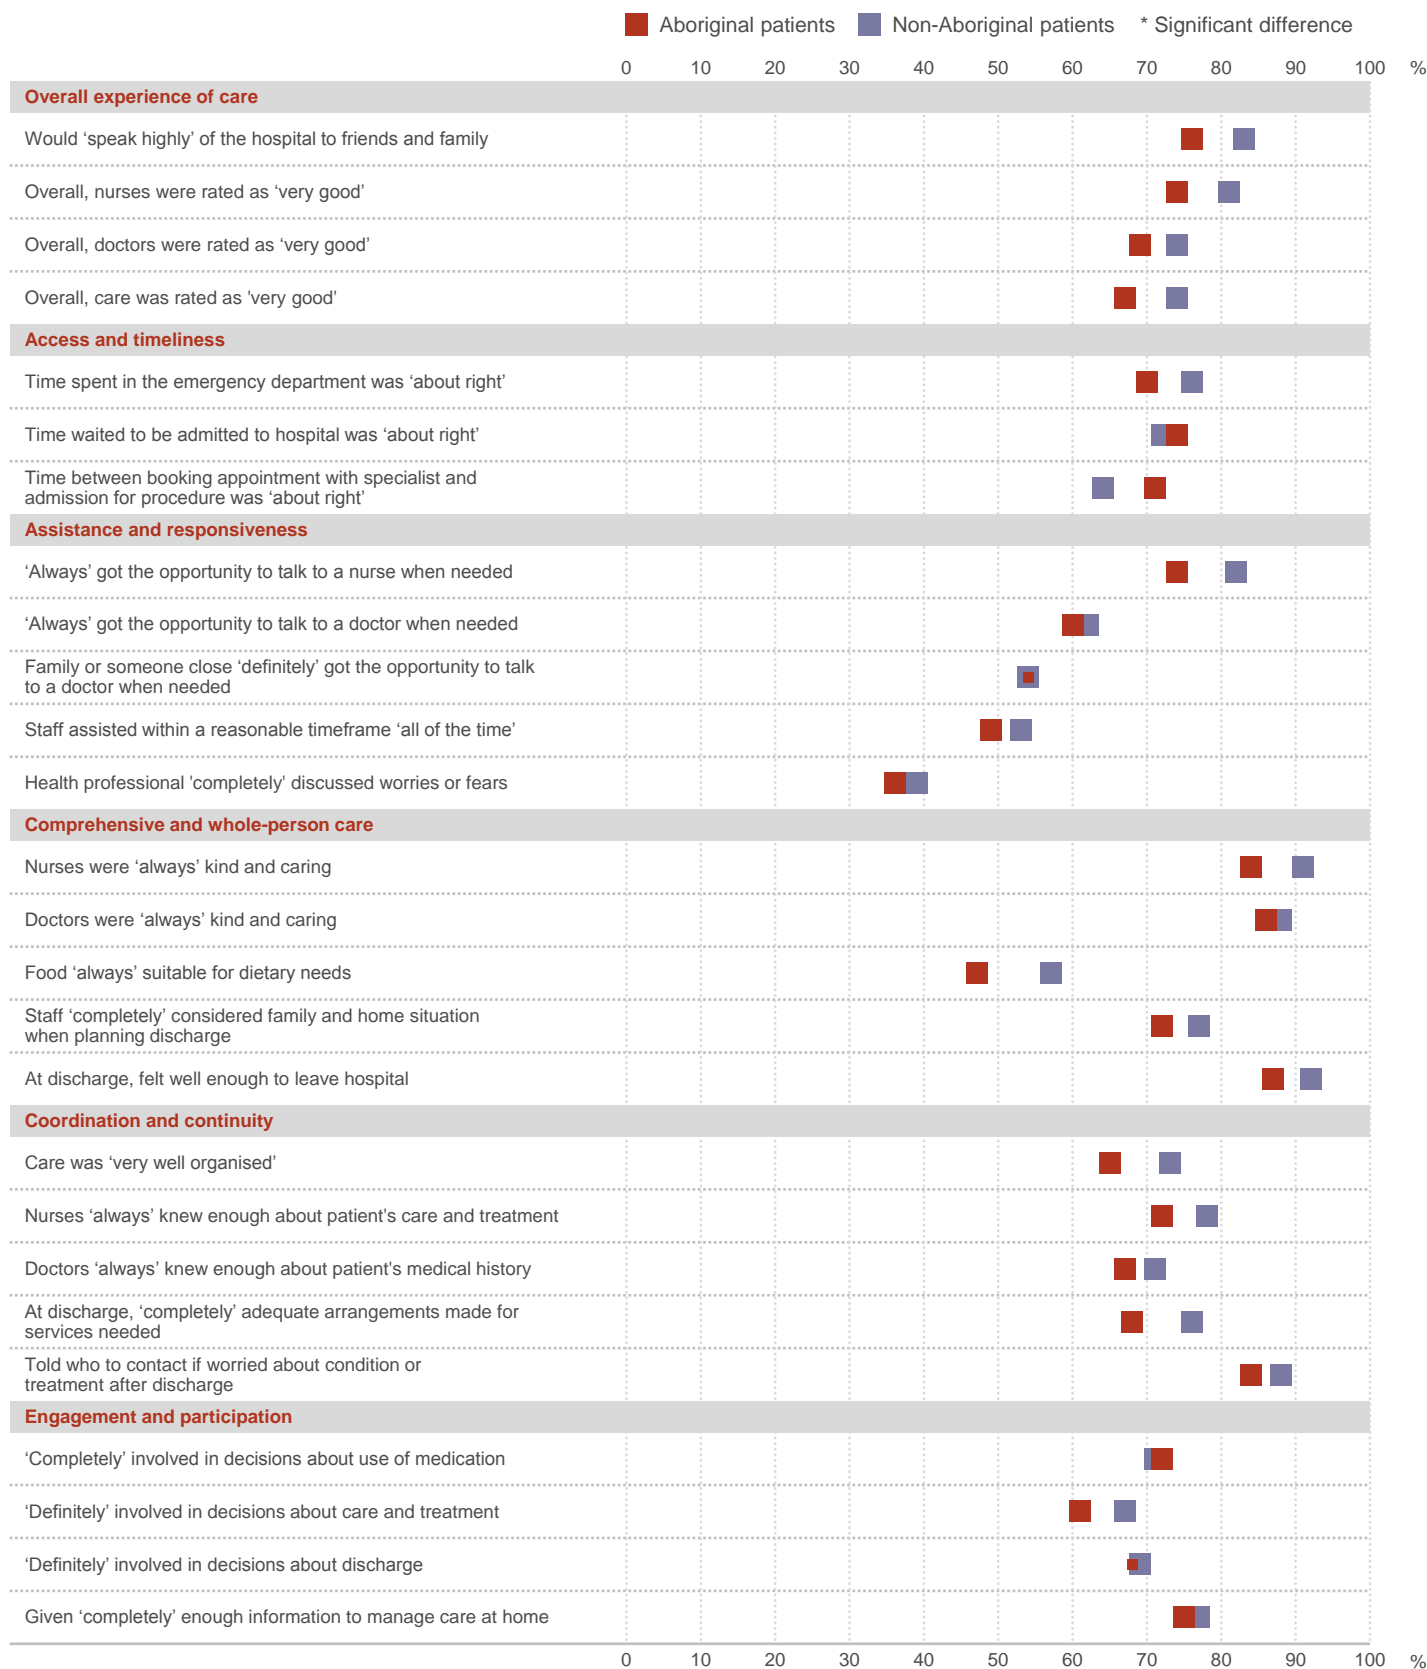 Aboriginal patients Non-Aboriginal patients * Significant difference
0 10 20 30 40 50 60 70 80 90 100 %
Overall experience of care
Would ‘speak highly’ of the hospital to friends and family
Overall, nurses were rated as ‘very good’
Overall, doctors were rated as ‘very good’
Overall, care was rated as 'very good'
Access and timeliness
Time spent in the emergency department was ‘about right’
Time waited to be admitted to hospital was ‘about right’
Time between booking appointment with specialist and
admission for procedure was ‘about right’
Assistance and responsiveness
‘Always’ got the opportunity to talk to a nurse when needed
‘Always’ got the opportunity to talk to a doctor when needed
Family or someone close ‘definitely’ got the opportunity to talk
to a doctor when needed
Staff assisted within a reasonable timeframe ‘all of the time’
Health professional 'completely' discussed worries or fears
Comprehensive and whole-person care
Nurses were ‘always’ kind and caring
Doctors were ‘always’ kind and caring
Food ‘always’ suitable for dietary needs
Staff ‘completely’ considered family and home situation
when planning discharge
At discharge, felt well enough to leave hospital
Coordination and continuity
Care was ‘very well organised’
Nurses ‘always’ knew enough about patient's care and treatment
Doctors ‘always’ knew enough about patient's medical history
At discharge, ‘completely’ adequate arrangements made for
services needed
Told who to contact if worried about condition or
treatment after discharge
Engagement and participation
‘Completely’ involved in decisions about use of medication
‘Definitely’ involved in decisions about care and treatment
‘Definitely’ involved in decisions about discharge
Given ‘completely’ enough information to manage care at home
0 10 20 30 40 50 60 70 80 90 100 %